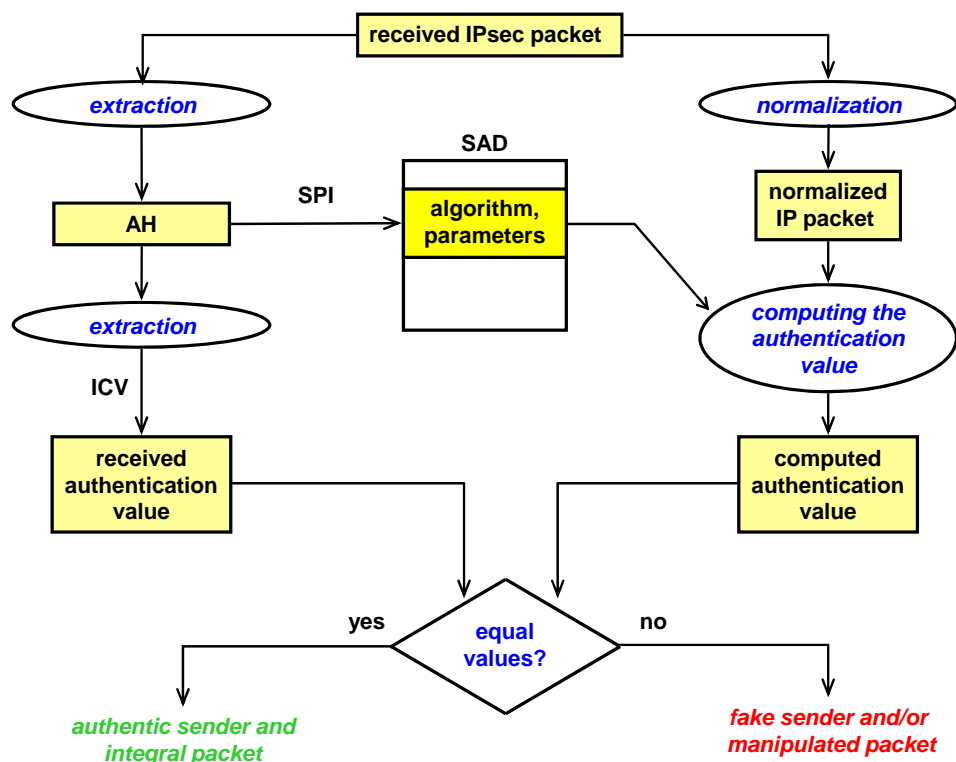 received IPsec packet
extraction
normalization
SAD
SPI
AH
algorithm,
parameters
normalized
IP packet
extraction
computing the
authentication
value
ICV
received
authentication
value
computed
authentication
value
yes
equal
values?
no
authentic sender and
integral packet
fake sender and/or
manipulated packet